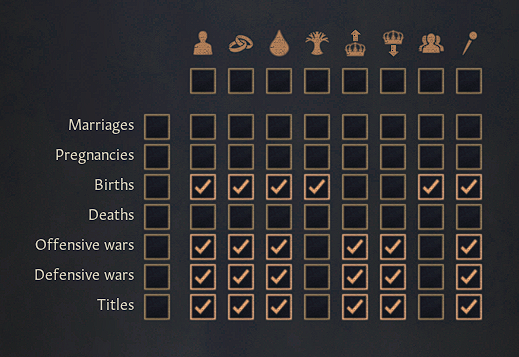 Marriages
Pregnancies
Births
Deaths
Offensive wars
Defensive wars
Titles